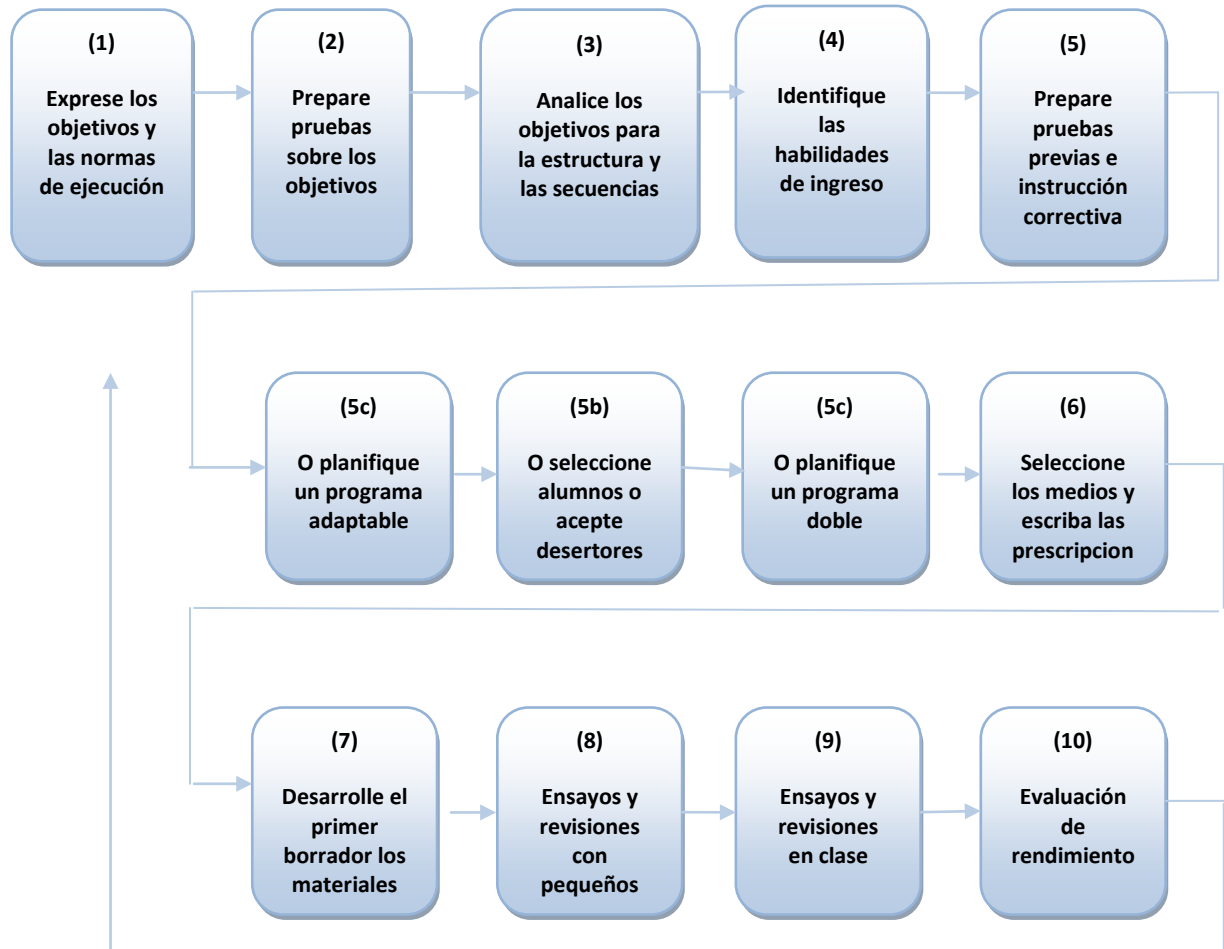 (1)
Exprese los
objetivos y
las normas
de ejecución
(2)
Prepare
pruebas
sobre los
objetivos
(3)
Analice los
objetivos para
la estructura y
las secuencias
(4)
Identifique
las
habilidades
de ingreso
(5)
Prepare
pruebas
previas e
instrucción
correctiva
(5c)
O planifique
un programa
adaptable
(5b)
O seleccione
alumnos o
acepte
desertores
(5c)
O planifique
un programa
doble
(6)
Seleccione
los medios y
escriba las
prescripcion
(7)
Desarrolle el
primer
borrador los
materiales
(8)
Ensayos y
revisiones
con
pequeños
(9)
Ensayos y
revisiones
en clase
(10)
Evaluación
de
rendimiento